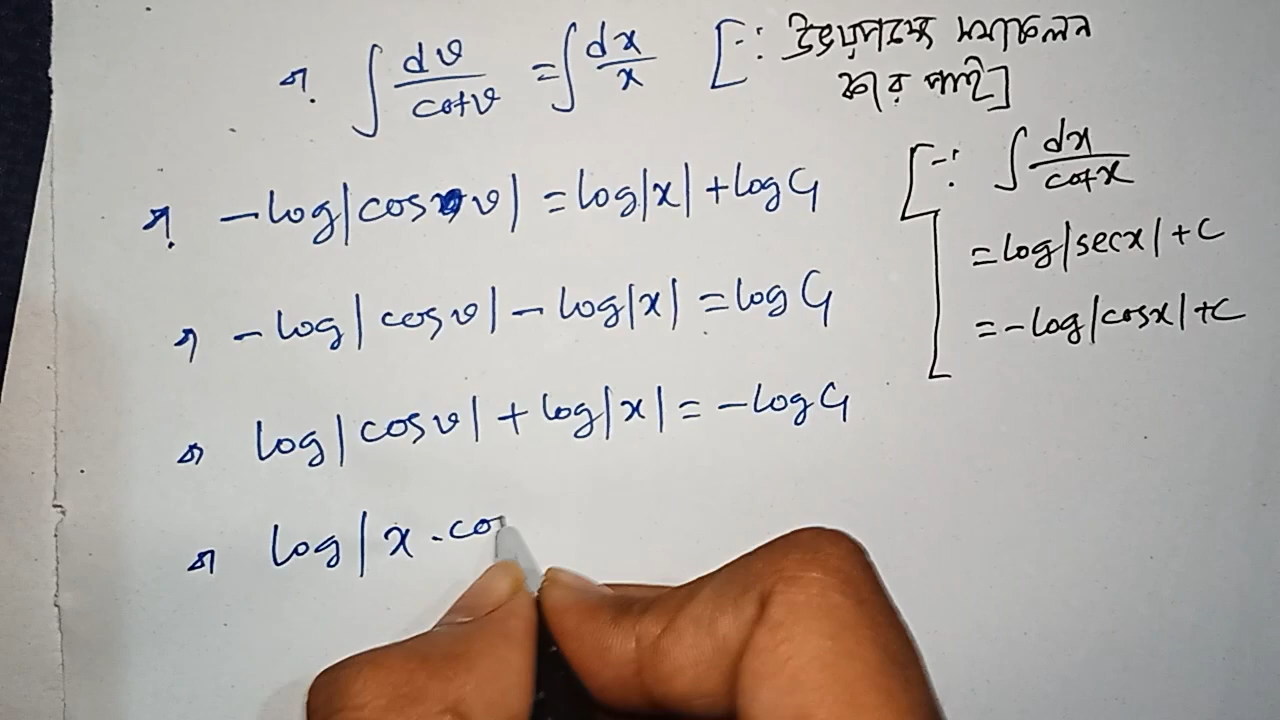 বা, ∫ dv/cotv = ∫ dx/x [∵ উভয়পক্ষে সমাকলন
করে পাই]
[∵ ∫ dx/cotx
বা, -log|cosv| = log|x| + logC₁
= log|secx| + c
বা -log|cosv| - log|x| = logC₁
= -log|cosx| + c
বা log|cosv| + log|x| = -logC₁
বা log|x·co